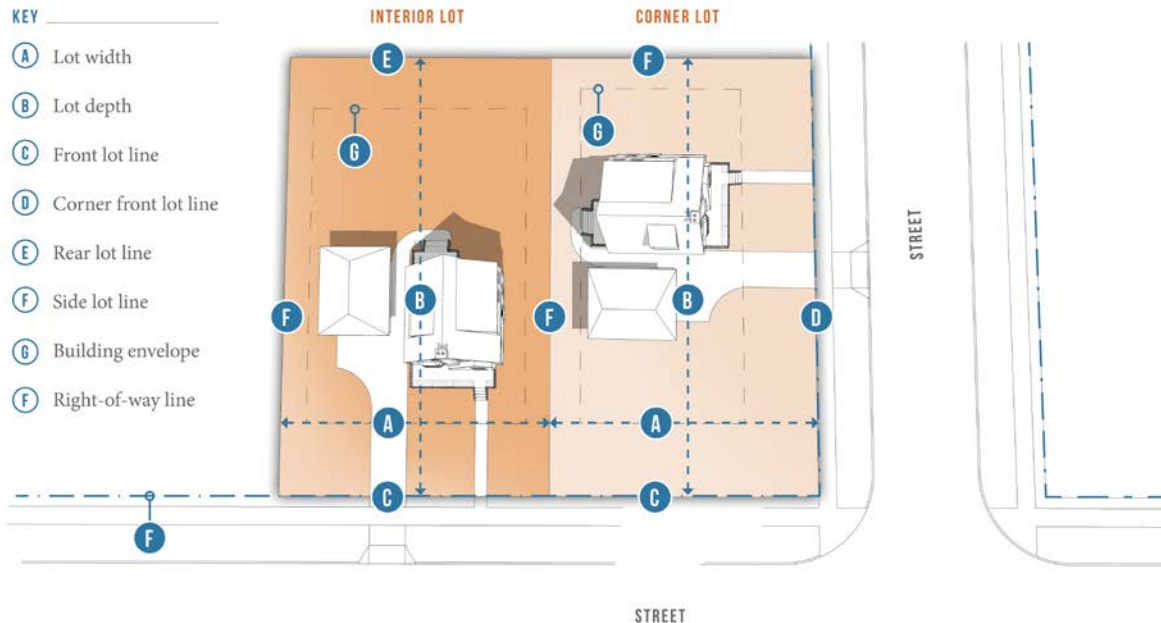 KEY
A Lot width
B Lot depth
C Front lot line
D Corner front lot line
E Rear lot line
F Side lot line
G Building envelope
F Right-of-way line
INTERIOR LOT
CORNER LOT
E
F
G
G
B
B
F
F
D
A
A
C
C
F
STREET
STREET